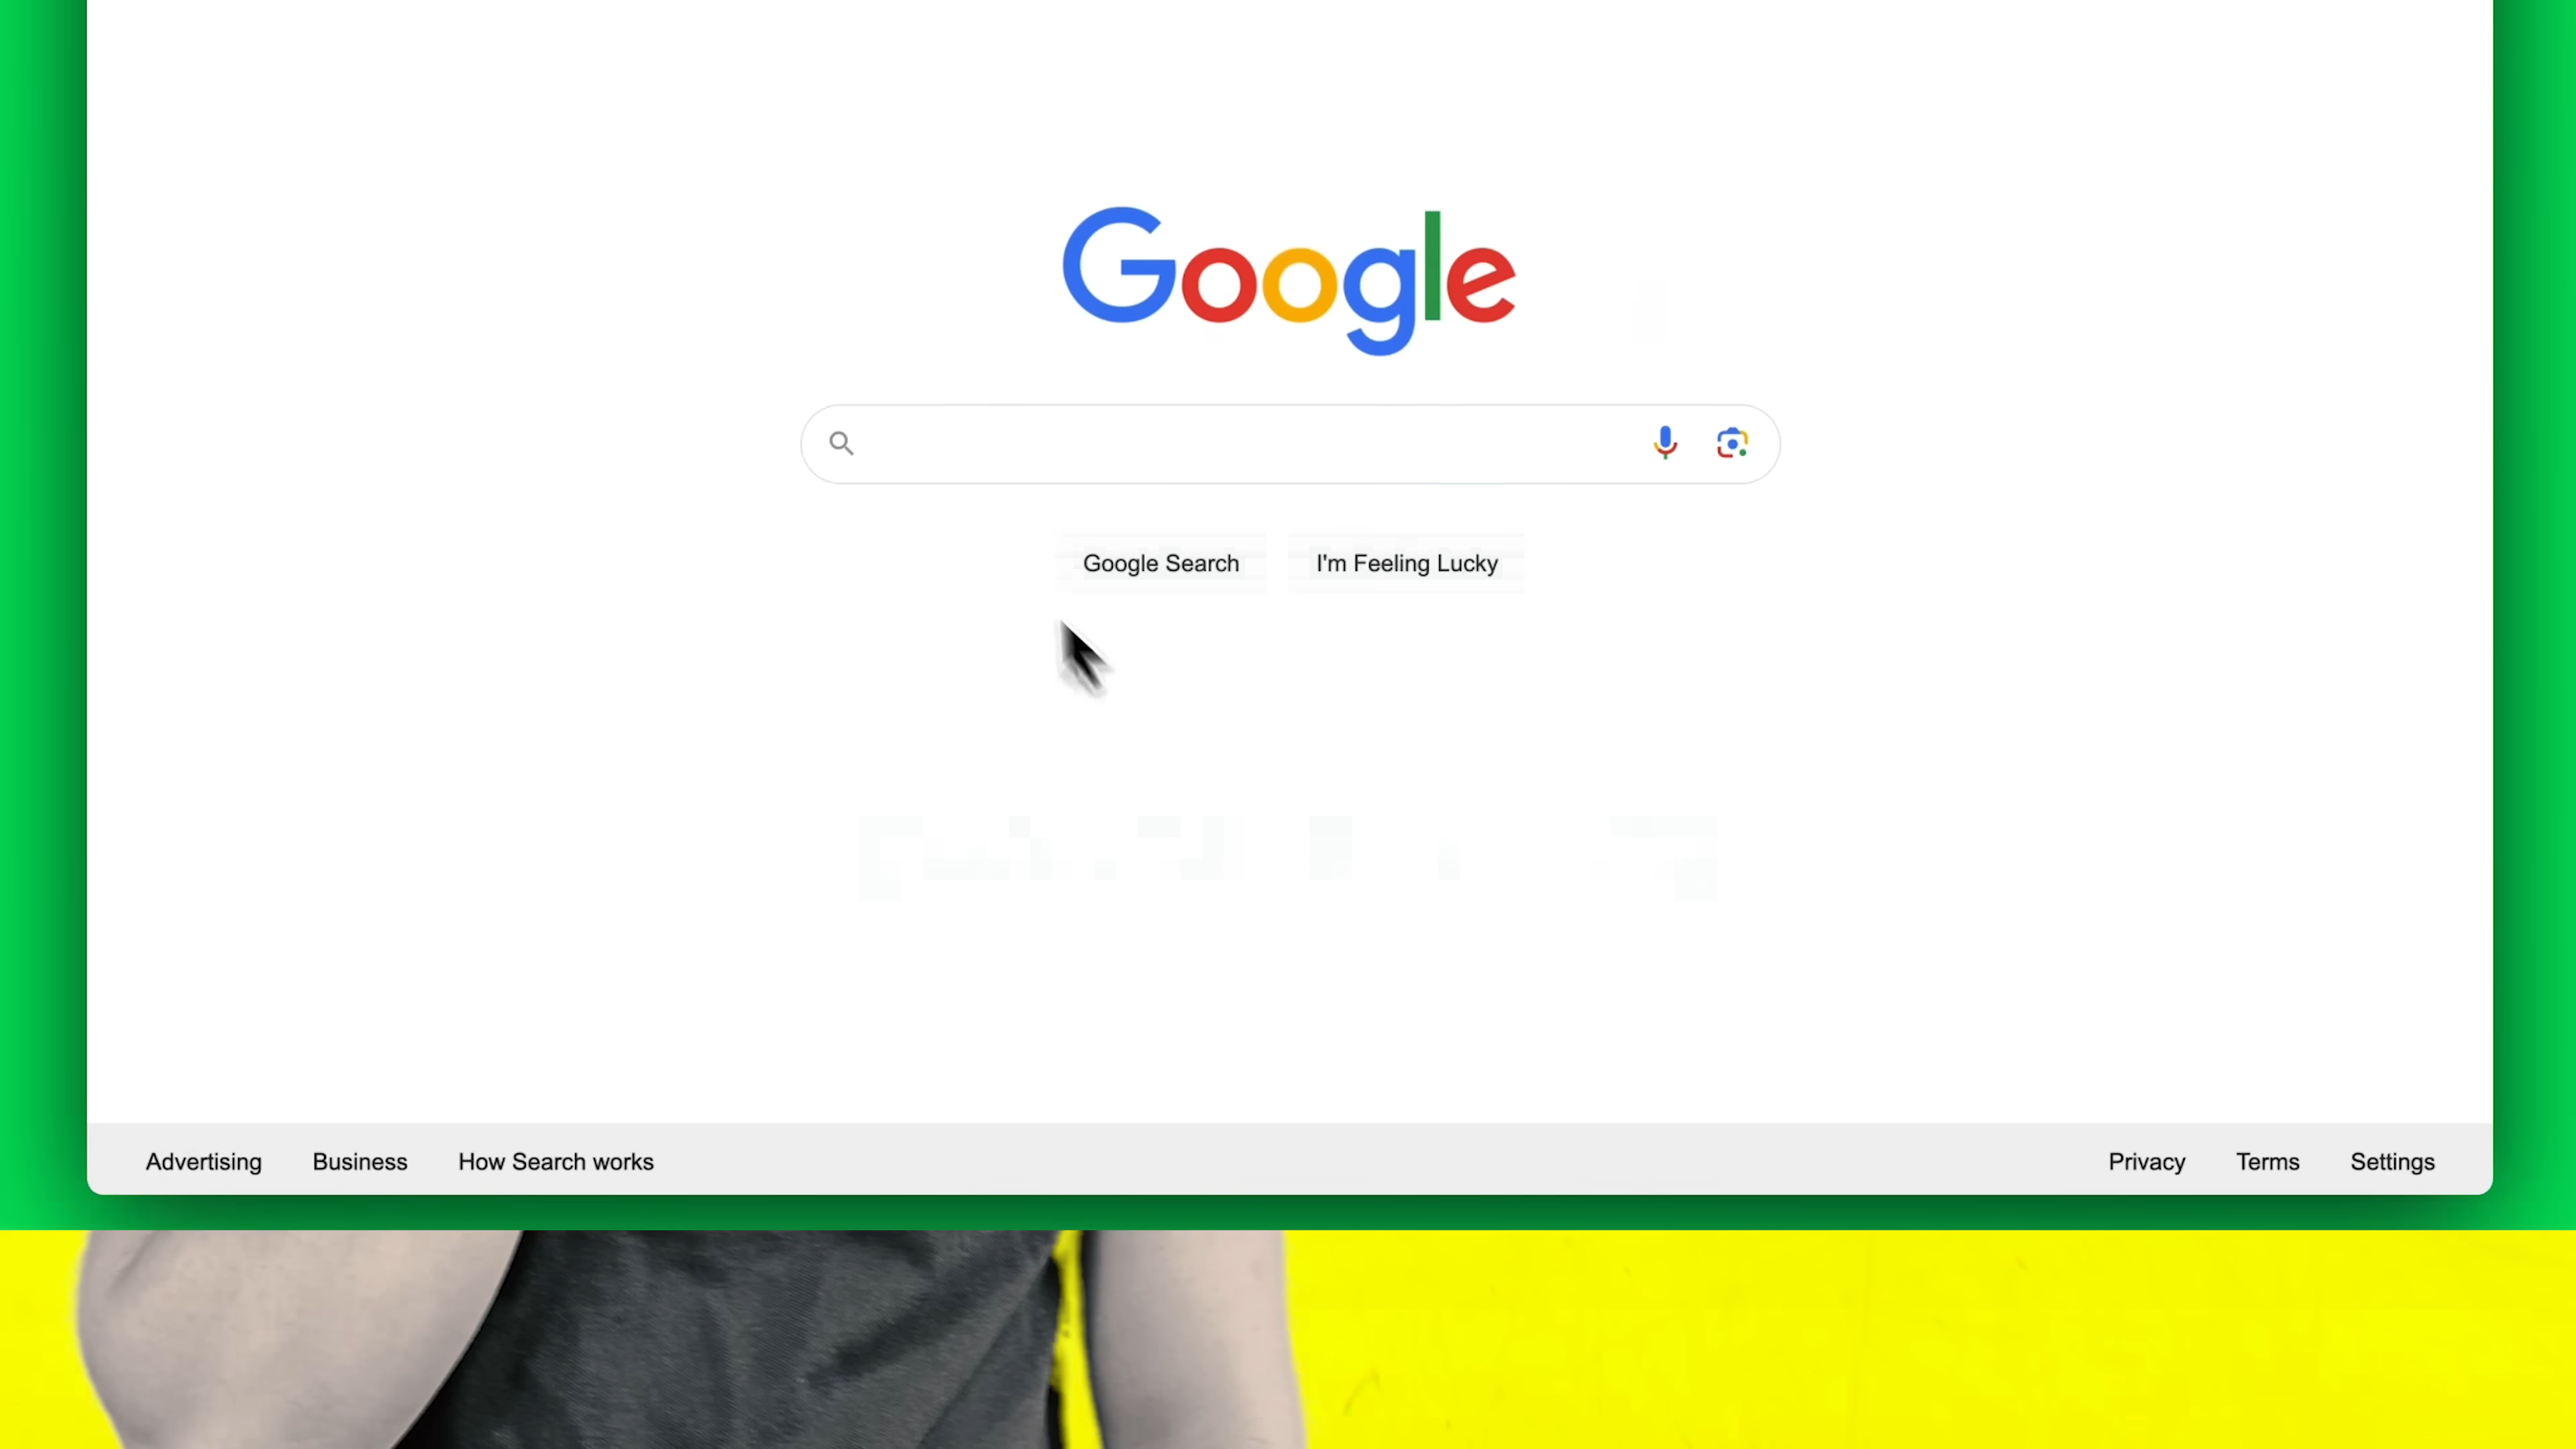 Google
Google Search
I'm Feeling Lucky
Advertising
Business
How Search works
Privacy
Terms
Settings